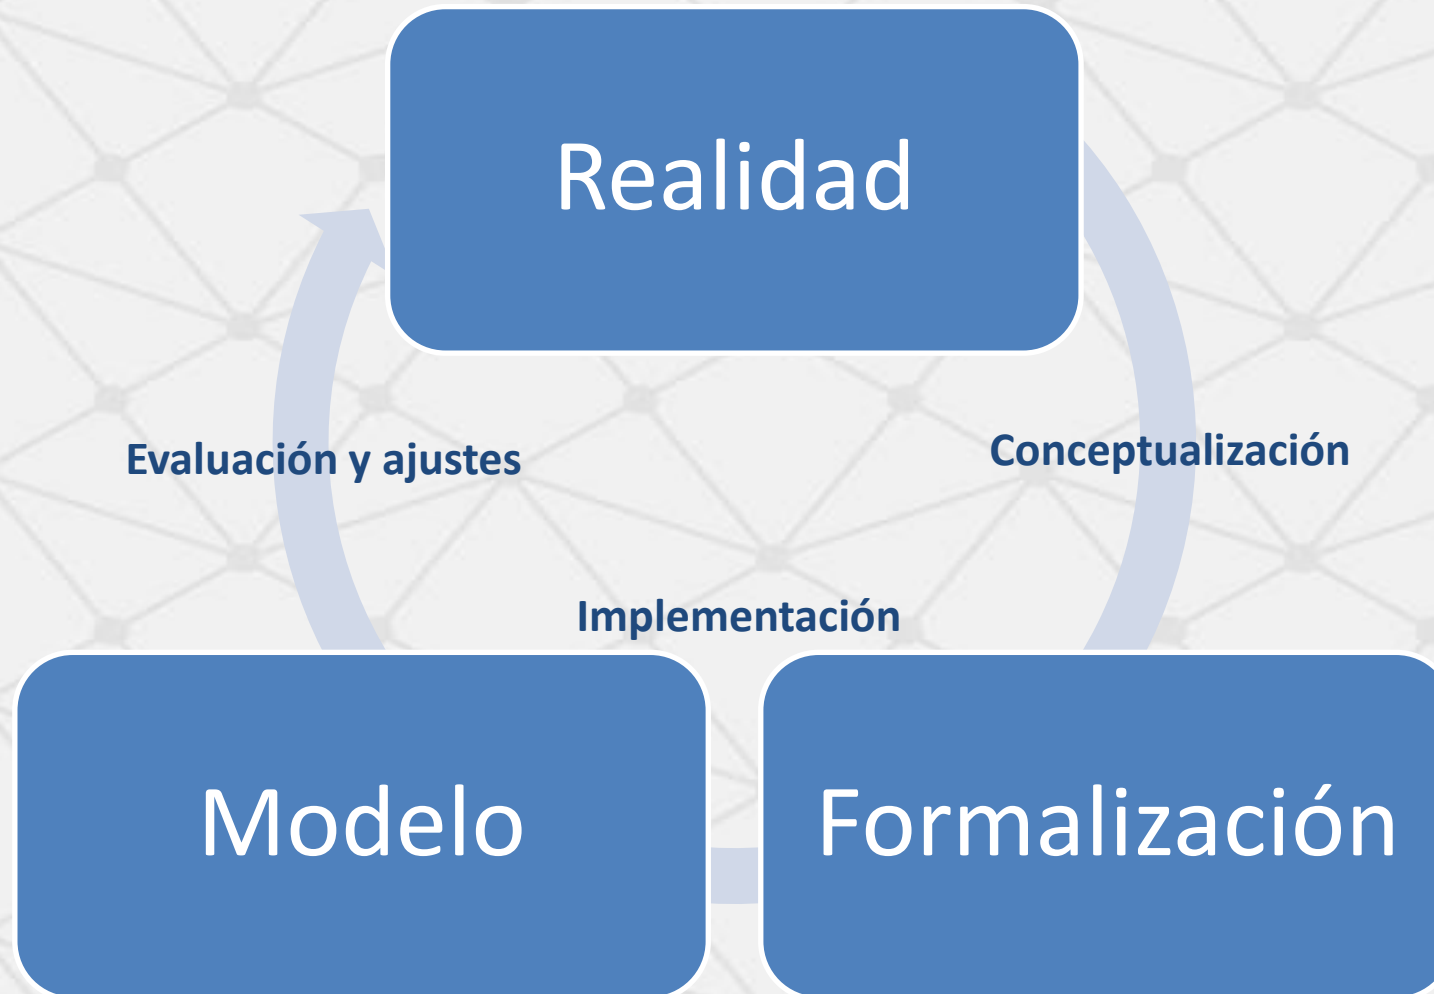 Realidad
Evaluación y ajustes
Conceptualización
Implementación
Modelo
Formalización